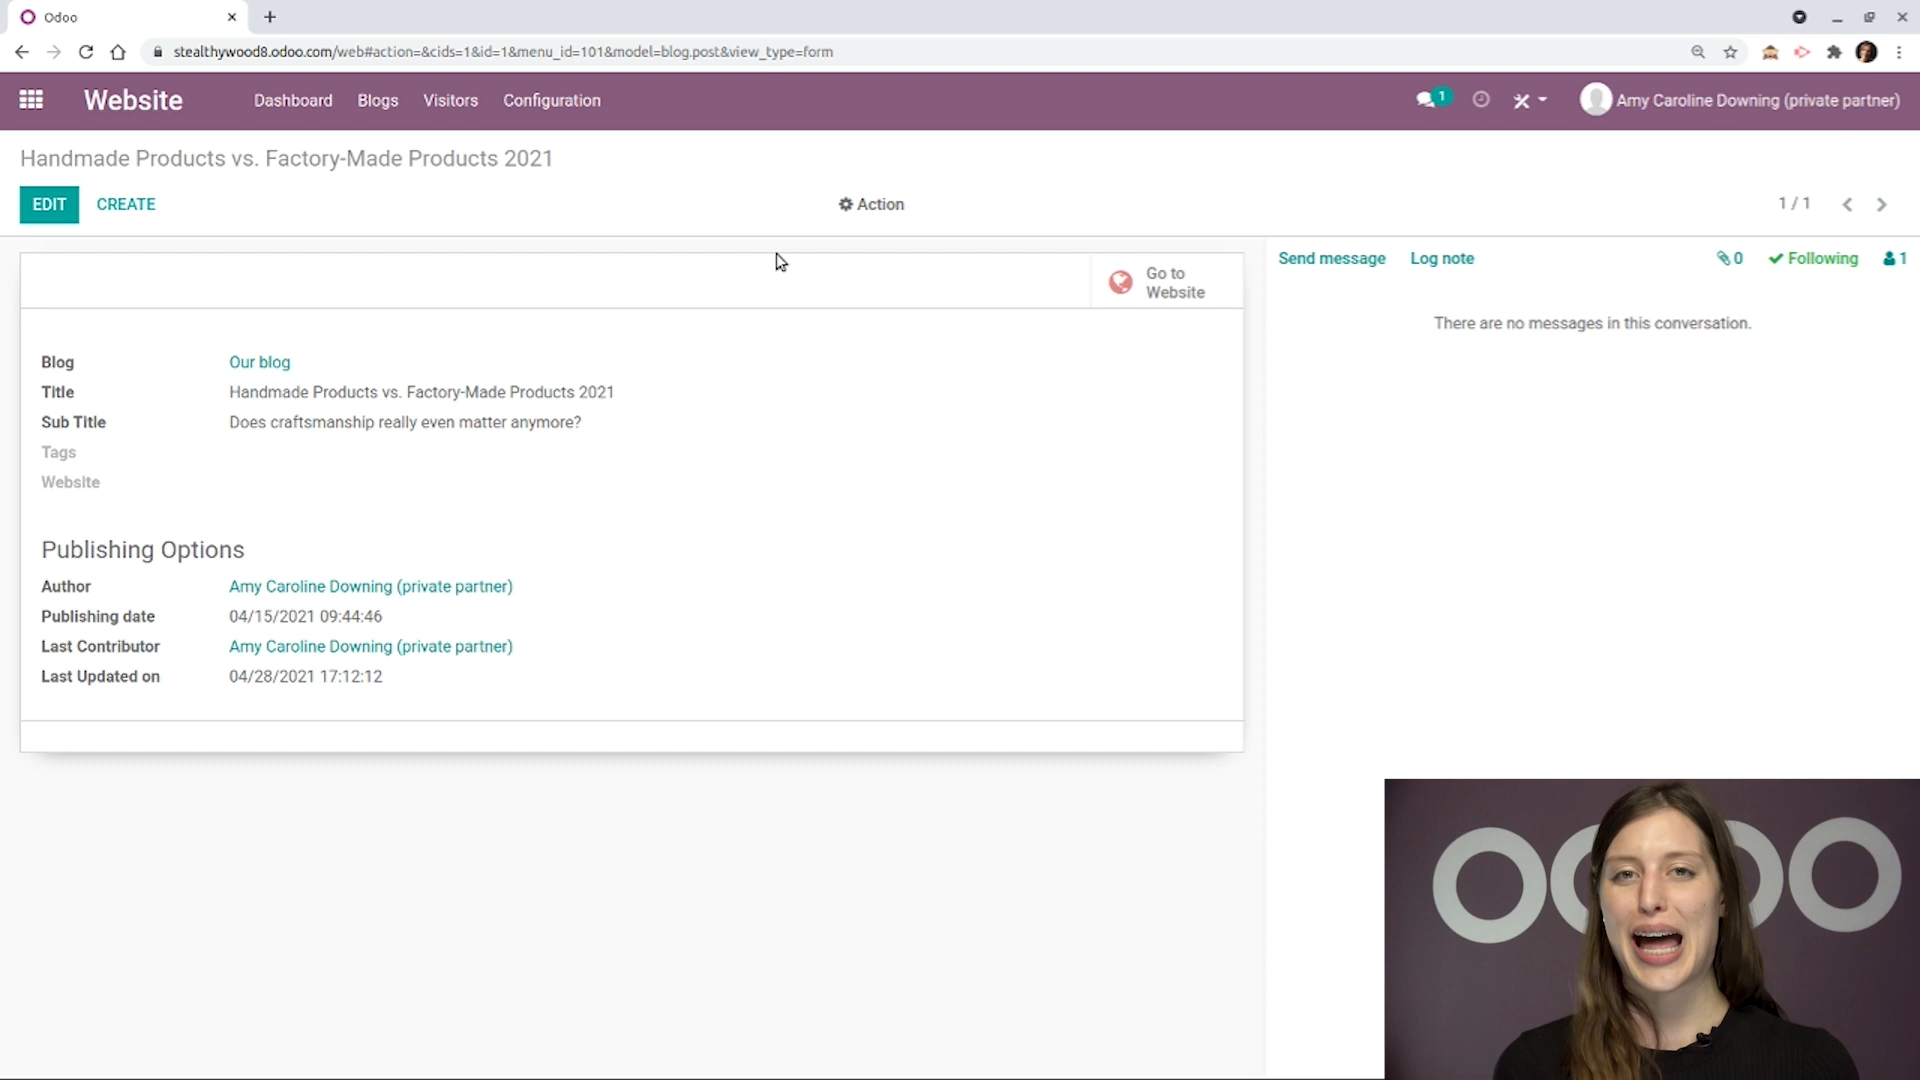 Odoo
stealthywood8.odoo.com/web#action=&cids=1&id=1&menu_id=101&model=blog.post&view_type=form
Website Dashboard Blogs Visitors Configuration 1 Amy Caroline Downing (private partner)
Handmade Products vs. Factory-Made Products 2021
EDIT CREATE Action 1 / 1
Go to
Website
Send message Log note 0 Following 1
There are no messages in this conversation.
Blog Our blog
Title Handmade Products vs. Factory-Made Products 2021
Sub Title Does craftsmanship really even matter anymore?
Tags
Website
Publishing Options
Author Amy Caroline Downing (private partner)
Publishing date 04/15/2021 09:44:46
Last Contributor Amy Caroline Downing (private partner)
Last Updated on 04/28/2021 17:12:12
odoo